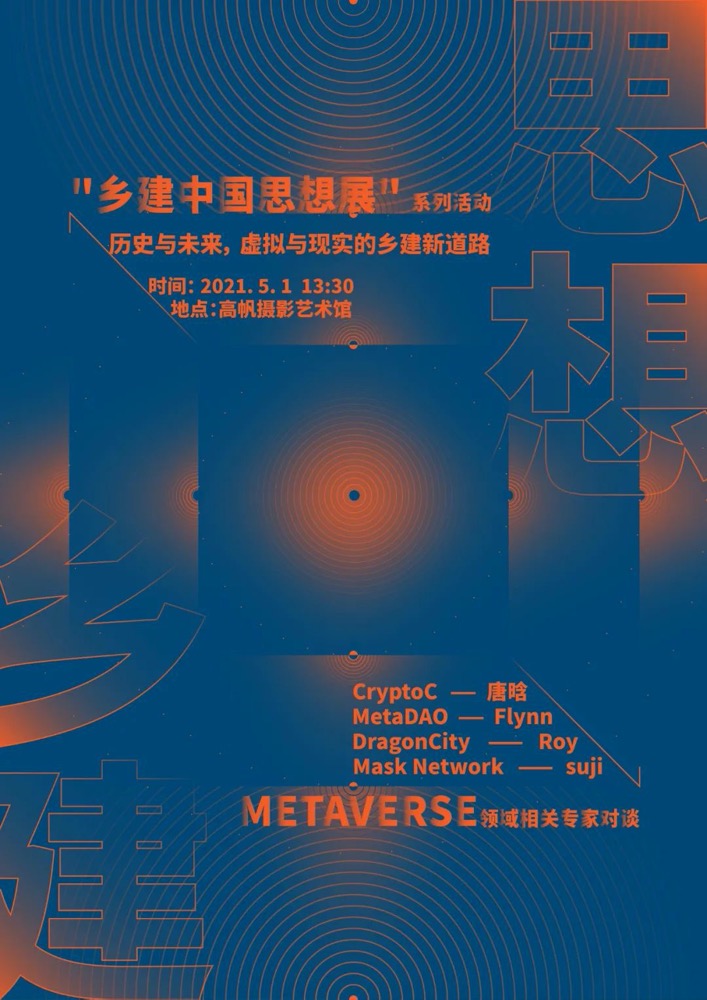 思想
"乡建中国思想展" 系列活动
历史与未来，虚拟与现实的乡建新道路
时间：2021.5.1 13:30
地点：高帆摄影艺术馆
乡建
CryptoC — 唐晗
MetaDAO — Flynn
DragonCity — Roy
Mask Network — suji
METAVERSE领域相关专家对谈